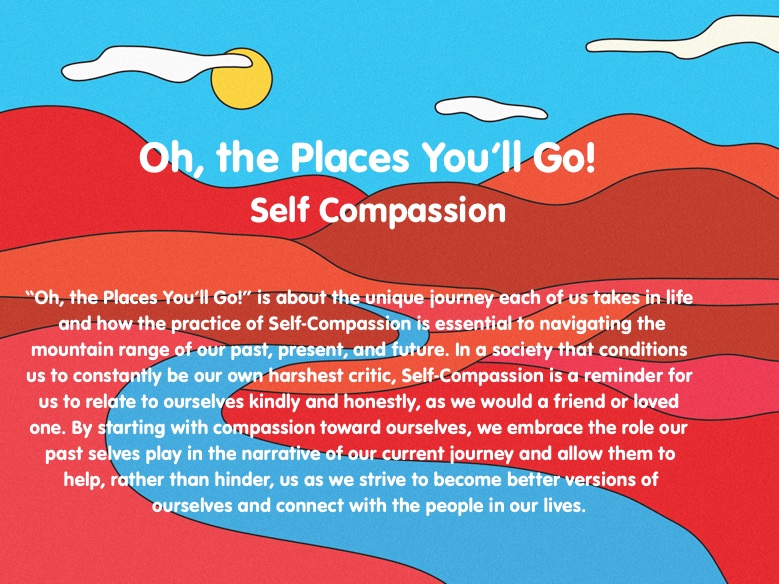 Oh, the Places You'll Go!
Self Compassion
"Oh, the Places You'll Go!" is about the unique journey each of us takes in life
and how the practice of Self-Compassion is essential to navigating the
mountain range of our past, present, and future. In a society that conditions
us to constantly be our own harshest critic, Self-Compassion is a reminder for
us to relate to ourselves kindly and honestly, as we would a friend or loved
one. By starting with compassion toward ourselves, we embrace the role our
past selves play in the narrative of our current journey and allow them to
help, rather than hinder, us as we strive to become better versions of
ourselves and connect with the people in our lives.